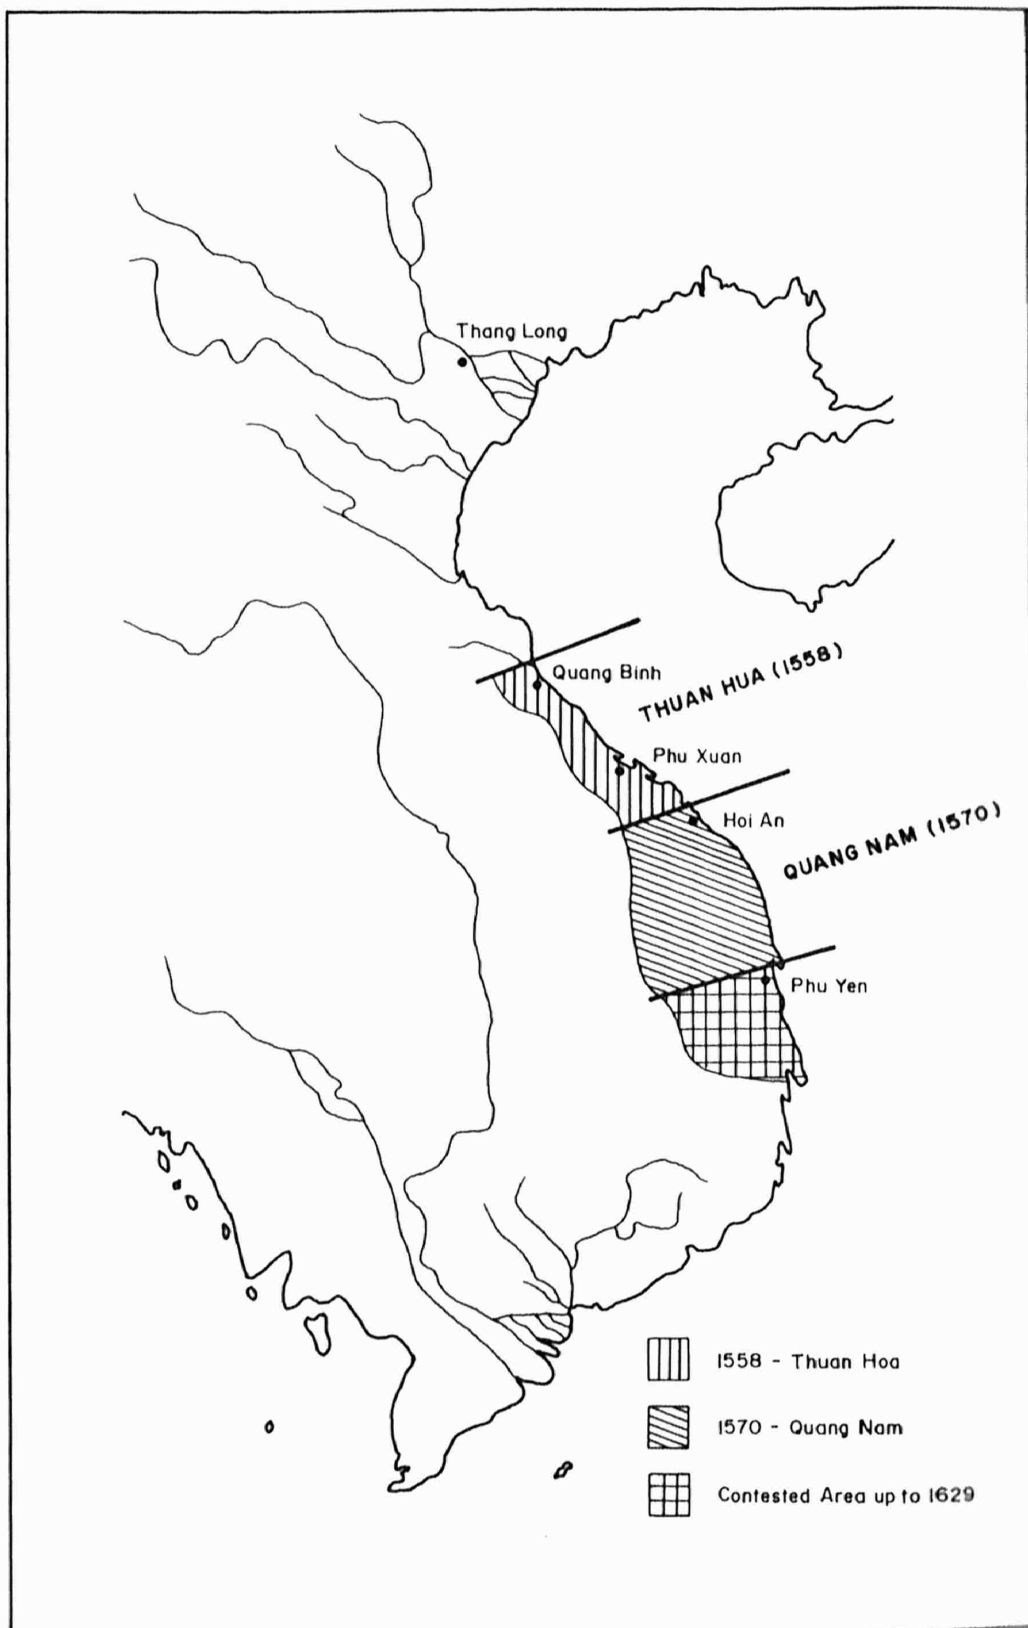 Thang Long
Quang Binh
THUAN HUA (1558)
Phu Xuan
Hoi An
QUANG NAM (1570)
Phu Yen
1558 - Thuan Hoa
1570 - Quang Nam
Contested Area up to 1629